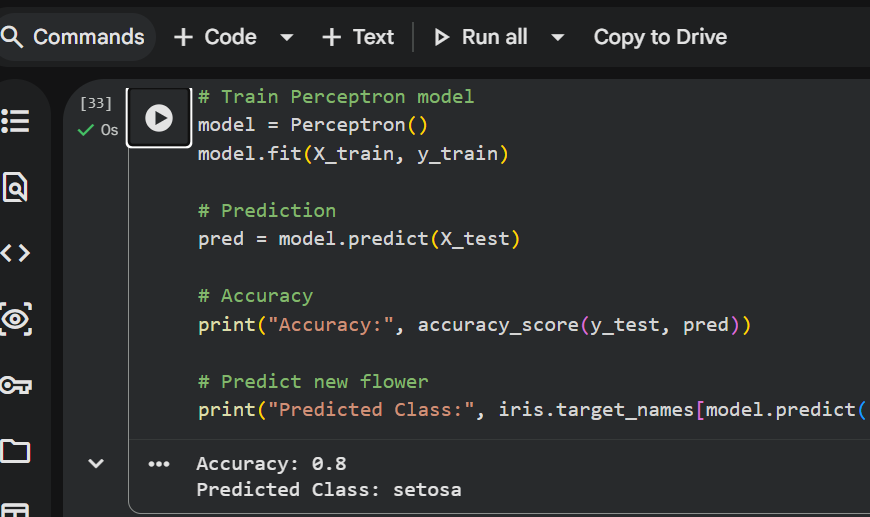 Commands + Code + Text Run all Copy to Drive
[33]
0s
# Train Perceptron model
model = Perceptron()
model.fit(X_train, y_train)
# Prediction
pred = model.predict(X_test)
# Accuracy
print("Accuracy:", accuracy_score(y_test, pred))
# Predict new flower
print("Predicted Class:", iris.target_names[model.predict(
Accuracy: 0.8
Predicted Class: setosa